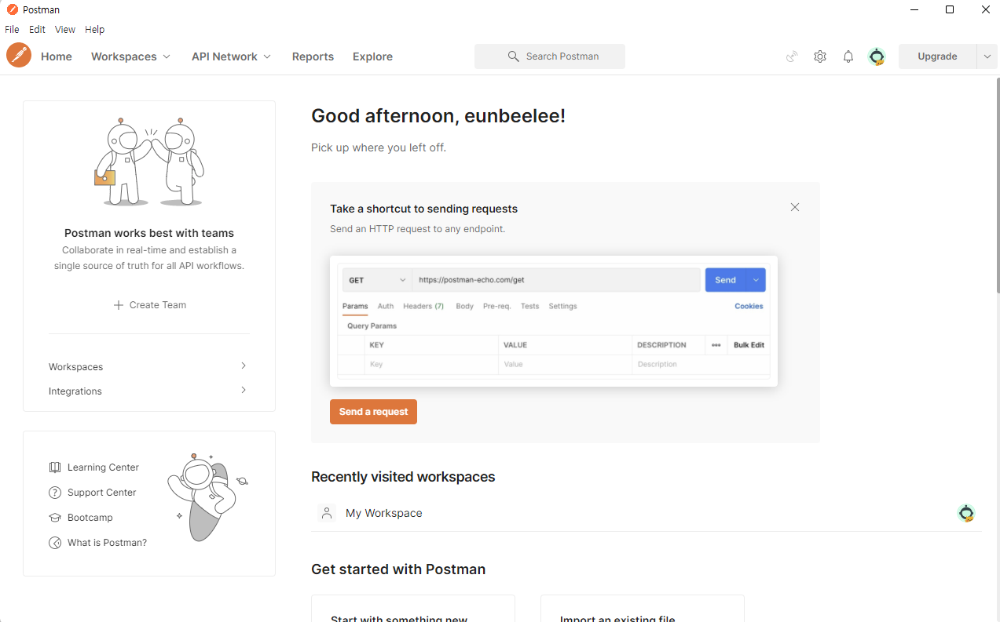 Postman
File Edit View Help
Home Workspaces API Network Reports Explore Search Postman Upgrade
Postman works best with teams
Collaborate in real-time and establish a
single source of truth for all API workflows.
Create Team
Workspaces
Integrations
Learning Center
Support Center
Bootcamp
What is Postman?
Good afternoon, eunbeelee!
Pick up where you left off.
Take a shortcut to sending requests
Send an HTTP request to any endpoint.
GET https://postman-echo.com/get Send
Params Auth Headers (7) Body Pre-req. Tests Settings Cookies
Query Params
KEY VALUE DESCRIPTION Bulk Edit
Key Value Description
Send a request
Recently visited workspaces
My Workspace
Get started with Postman
Start with something new Import an existing file